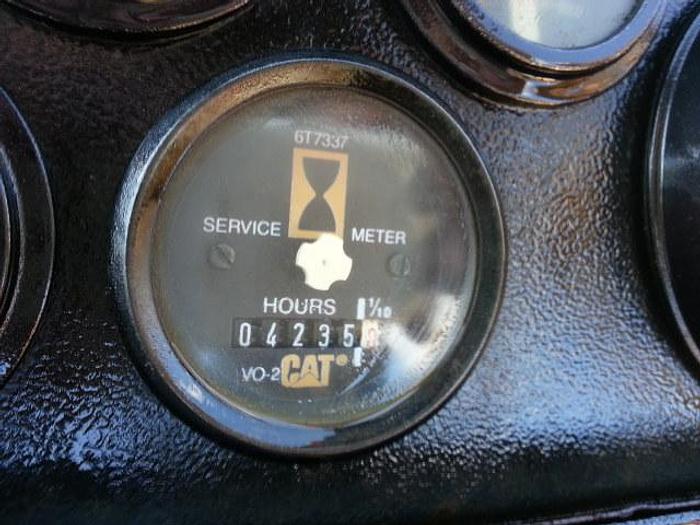 6T7337
SERVICE METER
HOURS 1/10
04235
VO-2 CAT®